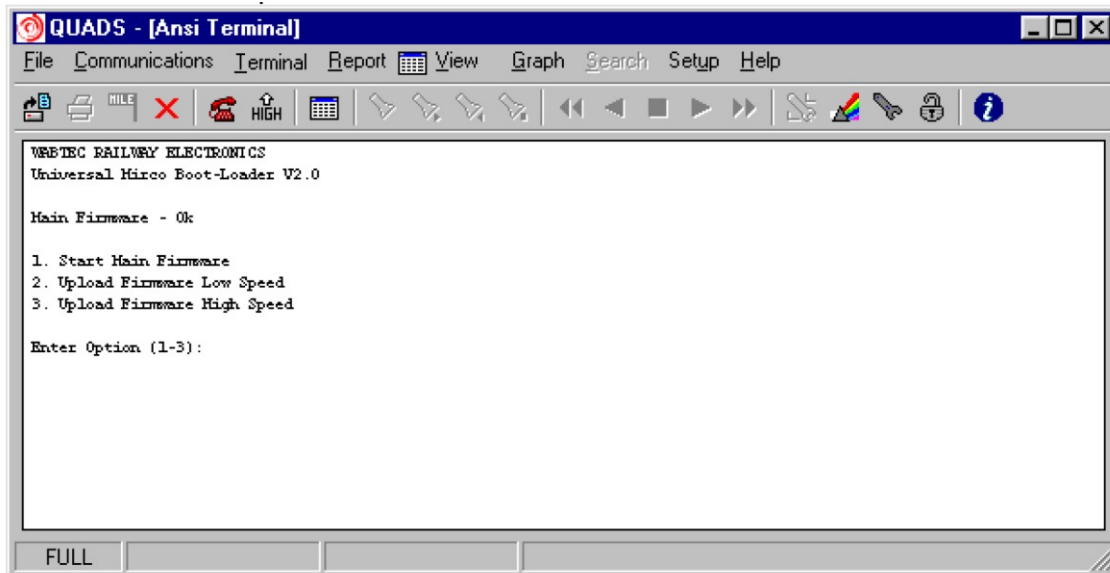 QUADS - [Ansi Terminal]
File Communications Terminal Report View Graph Search Setup Help
MILE HIGH
WABTEC RAILWAY ELECTRONICS
Universal Mirco Boot-Loader V2.0
Main Firmware - Ok
1. Start Main Firmware
2. Upload Firmware Low Speed
3. Upload Firmware High Speed
Enter Option (1-3):
FULL